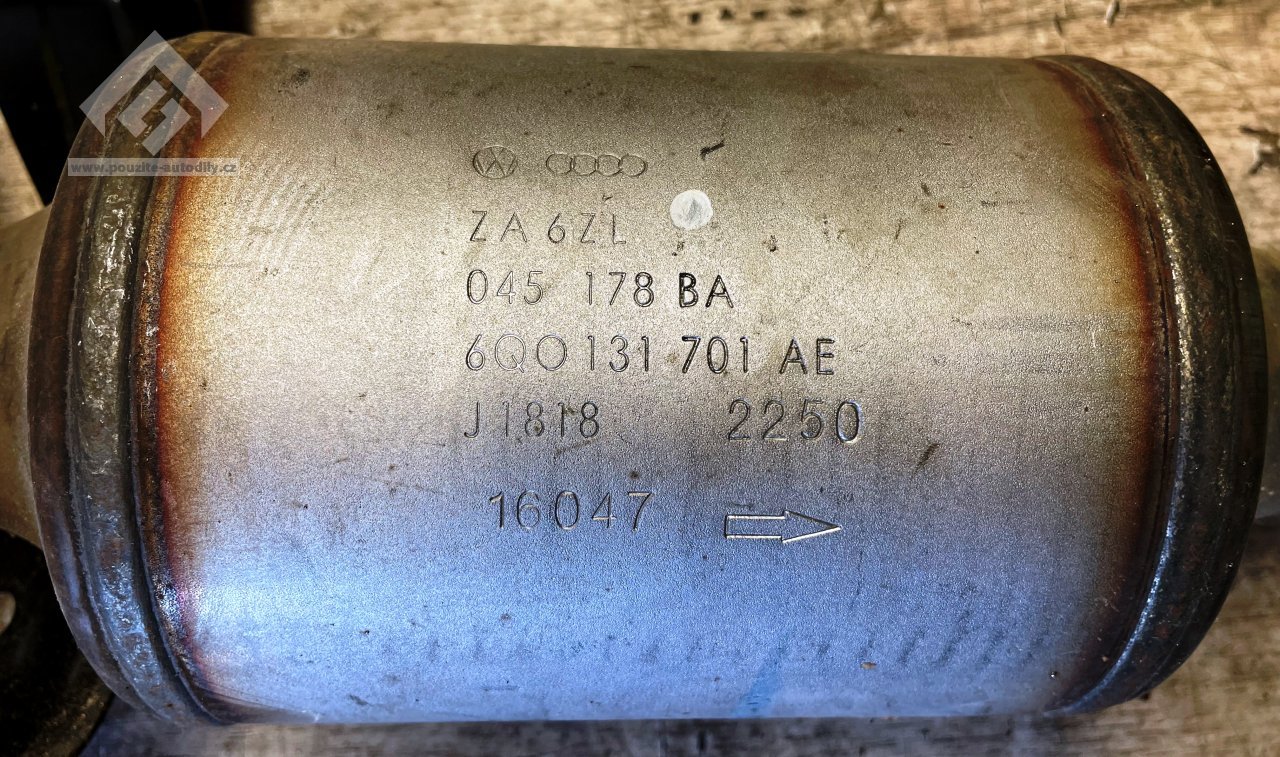 www.pouzite-autodily.cz
ZA 6ZL
045 178 BA
6Q0 131 701 AE
J1818 2250
16047